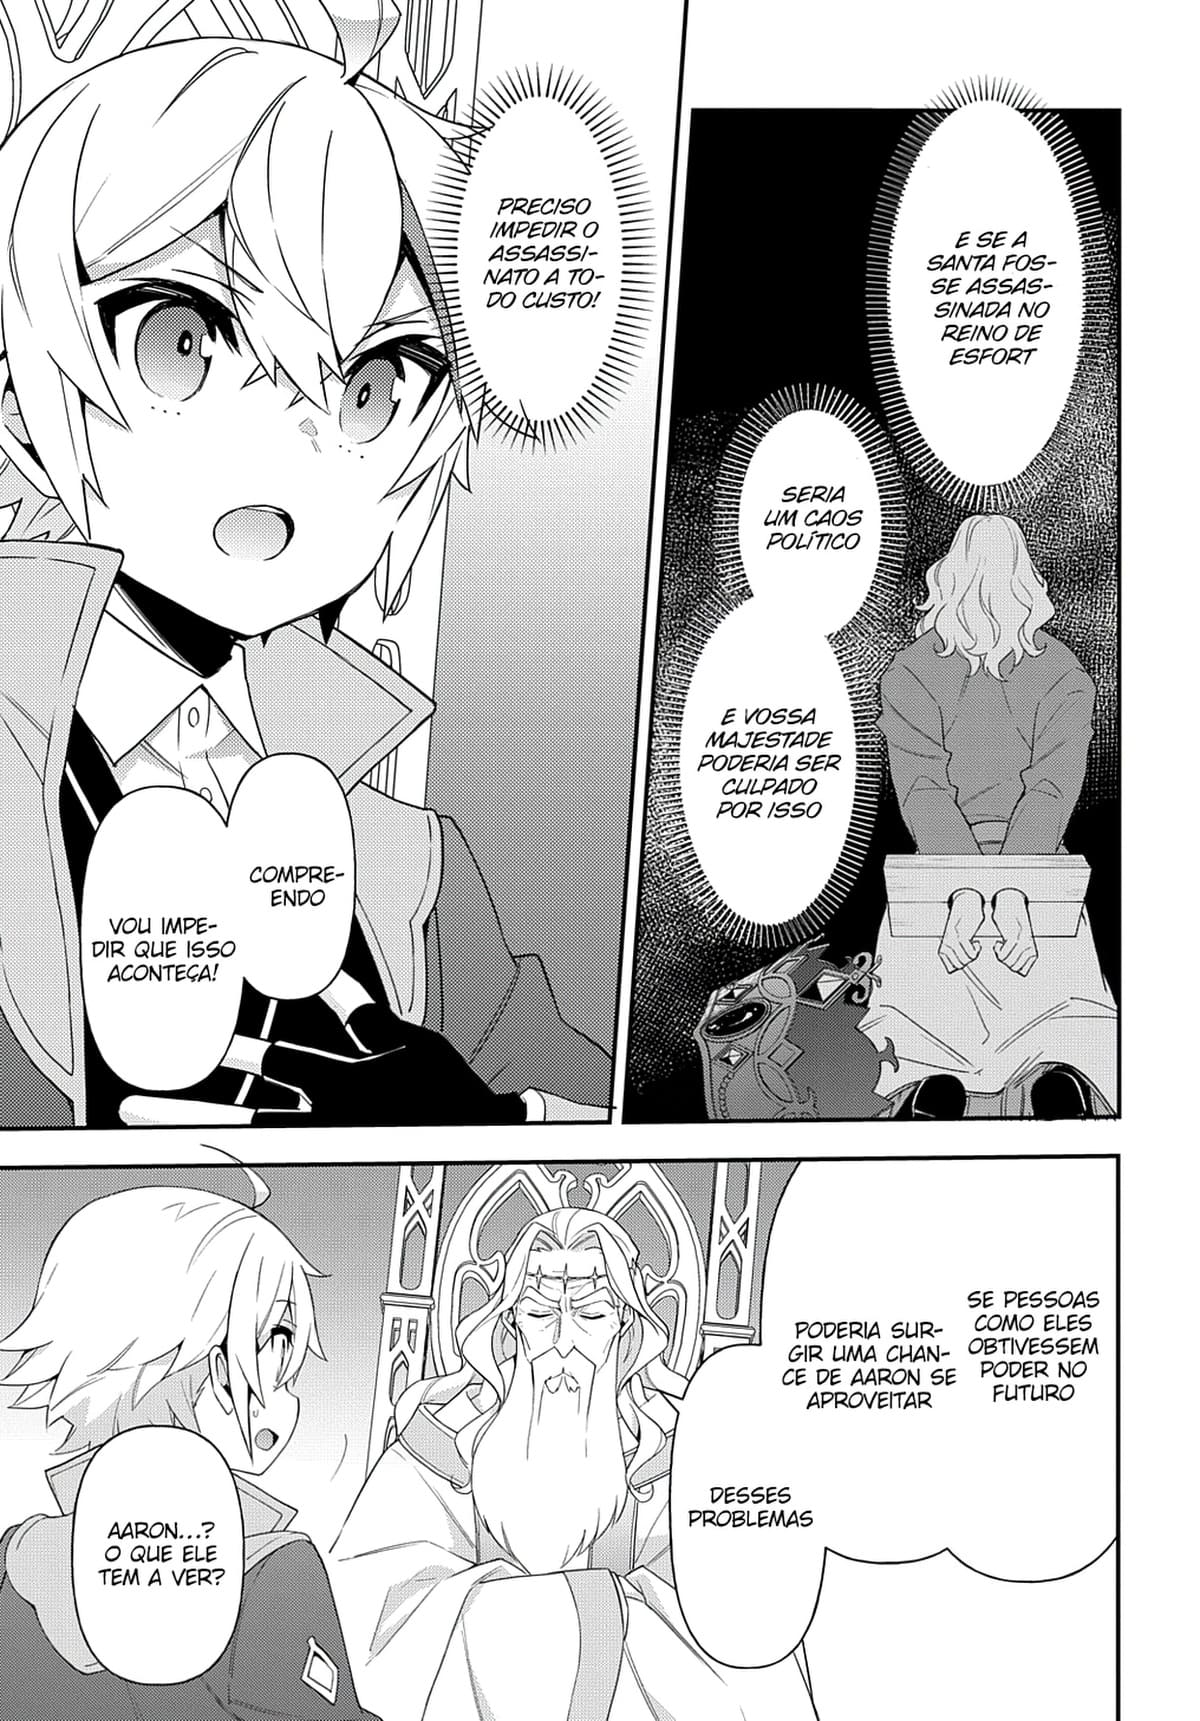 E SE A
SANTA FOS-
SE ASSAS-
SINADA NO
REINO DE
ESFORT
SERIA
UM CAOS
POLÍTICO
E VOSSA
MAJESTADE
PODERIA SER
CULPADO
POR ISSO
PRECISO
IMPEDIR O
ASSASSI-
NATO A TO-
DO CUSTO!
COMPRE-
ENDO
VOU IMPE-
DIR QUE ISSO
ACONTEÇA!
SE PESSOAS
COMO ELES
OBTIVESSEM
PODER NO
FUTURO
PODERIA SUR-
GIR UMA CHAN-
CE DE AARON SE
APROVEITAR
DESSES
PROBLEMAS
AARON...?
O QUE ELE
TEM A VER?